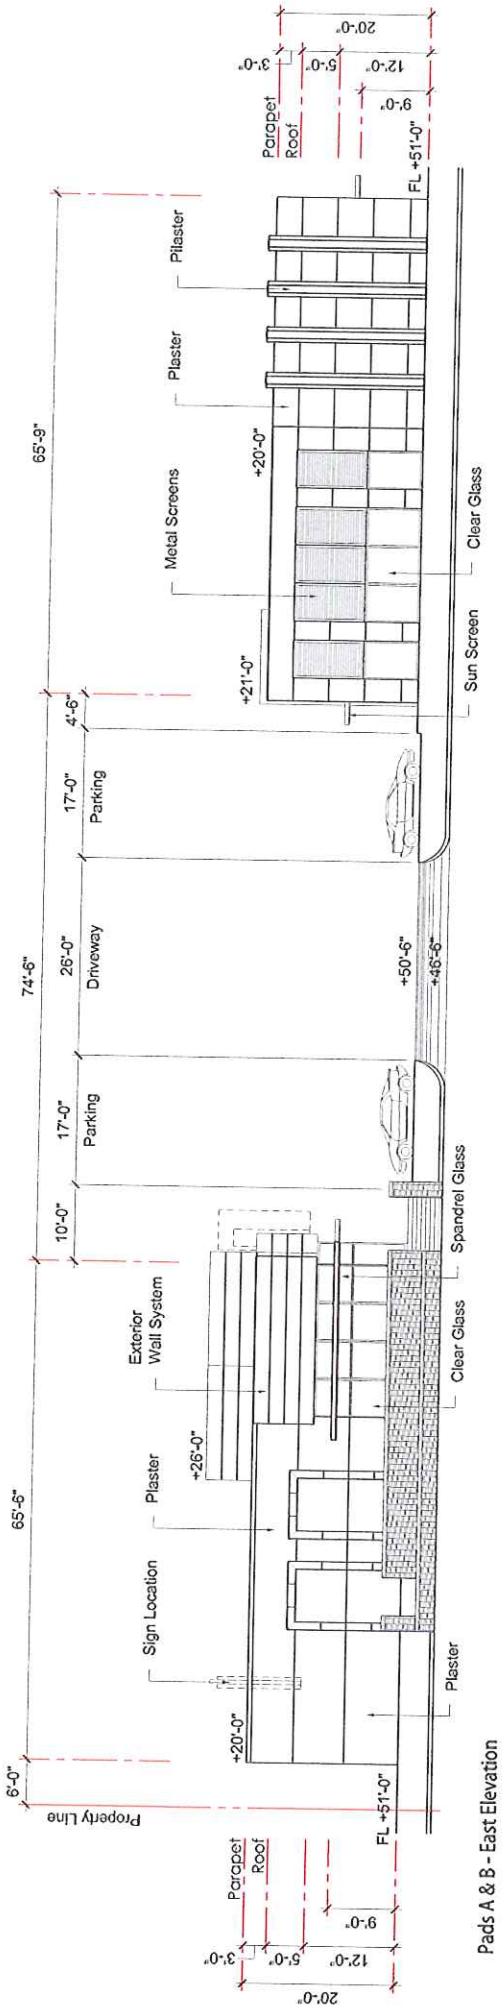 6'-0"
65'-6"
74'-6"
65'-9"
10'-0"
17'-0"
Parking
26'-0"
Driveway
17'-0"
Parking
4'-6"
Property Line
Sign Location
Plaster
Exterior
Wall System
Metal Screens
Plaster
Pilaster
+20'-0"
+26'-0"
+21'-0"
+20'-0"
Parapet
Roof
3'-0"
5'-0"
12'-0"
20'-0"
9'-0"
FL +51'-0"
Parapet
Roof
3'-0"
5'-0"
12'-0"
20'-0"
9'-0"
FL +51'-0"
+50'-6"
+46'-6"
Plaster
Clear Glass
Spandrel Glass
Sun Screen
Clear Glass
Pads A & B - East Elevation